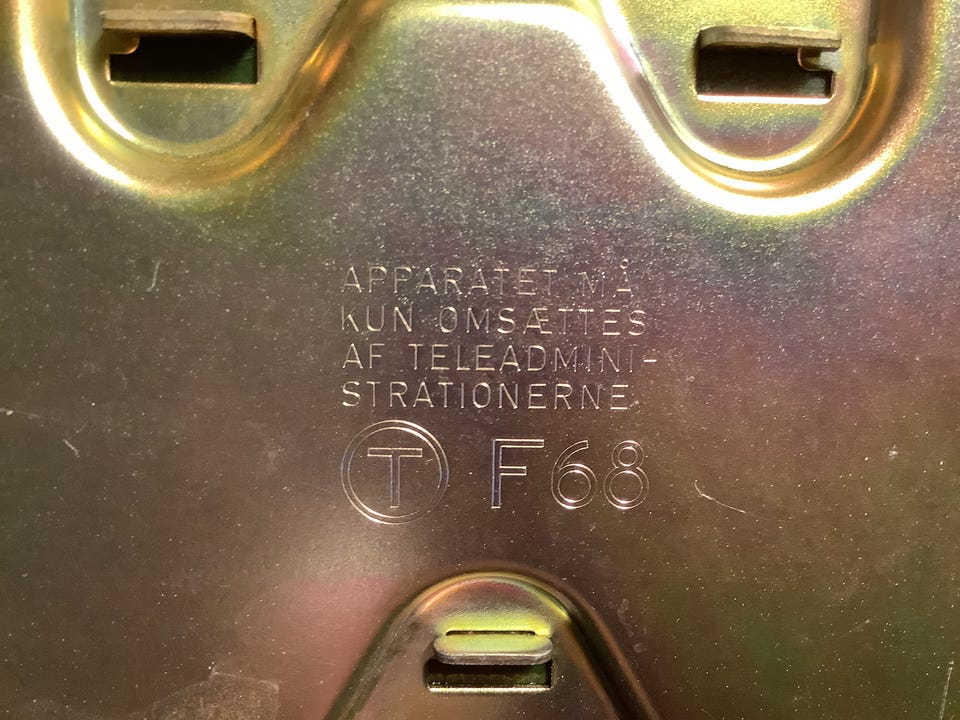 APPARATET MÅ
KUN OMSÆTTES
AF TELEADMINI-
STRATIONERNE
T F68